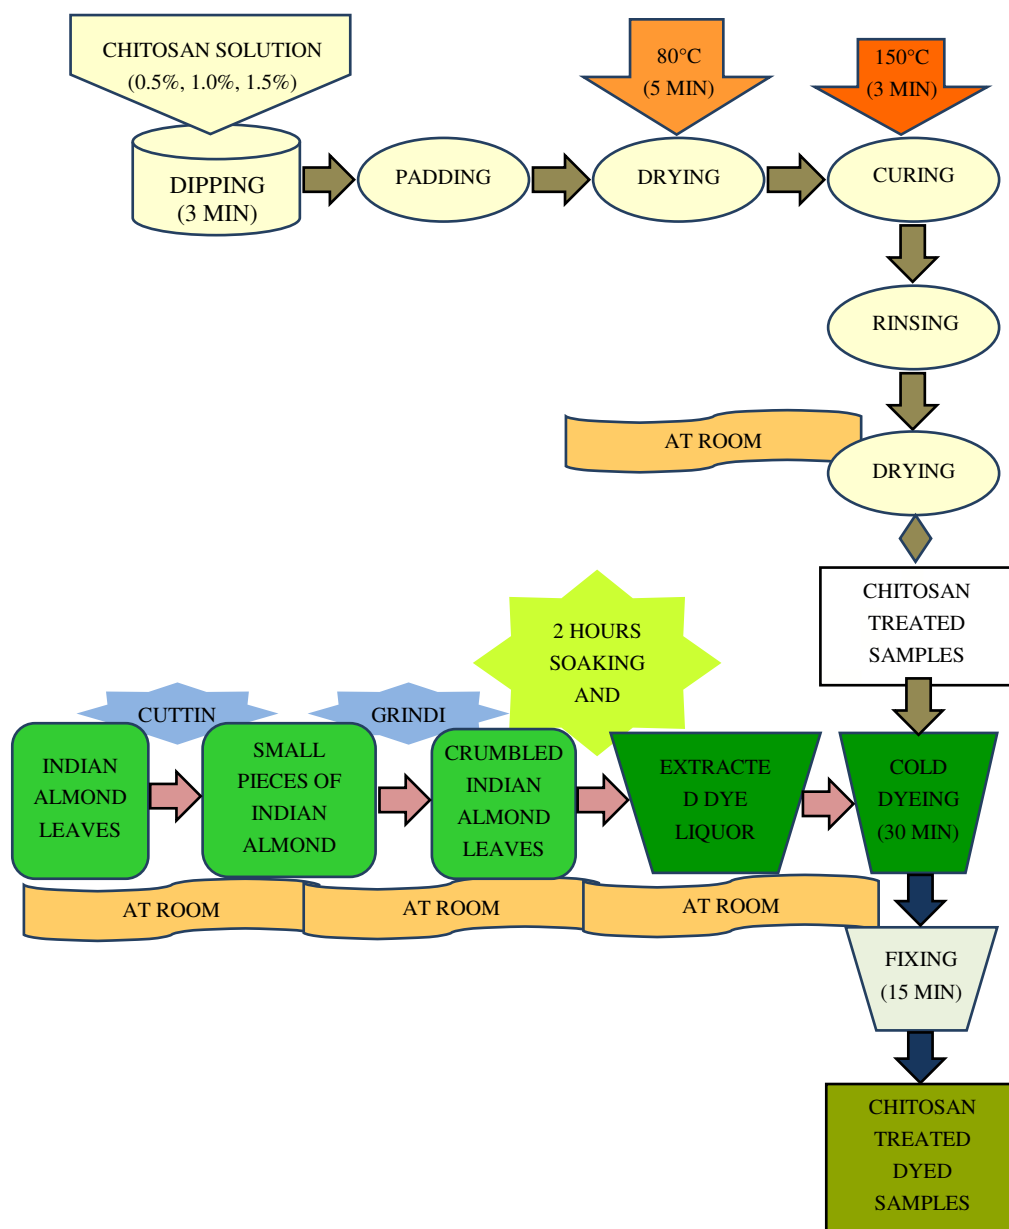 CHITOSAN SOLUTION
(0.5%, 1.0%, 1.5%)
80°C
(5 MIN)
150°C
(3 MIN)
DIPPING
(3 MIN)
PADDING
DRYING
CURING
RINSING
AT ROOM
DRYING
CHITOSAN
TREATED
SAMPLES
2 HOURS
SOAKING
AND
CUTTIN
GRINDI
INDIAN
ALMOND
LEAVES
SMALL
PIECES OF
INDIAN
ALMOND
CRUMBLED
INDIAN
ALMOND
LEAVES
EXTRACTE
D DYE
LIQUOR
COLD
DYEING
(30 MIN)
AT ROOM
AT ROOM
AT ROOM
FIXING
(15 MIN)
CHITOSAN
TREATED
DYED
SAMPLES